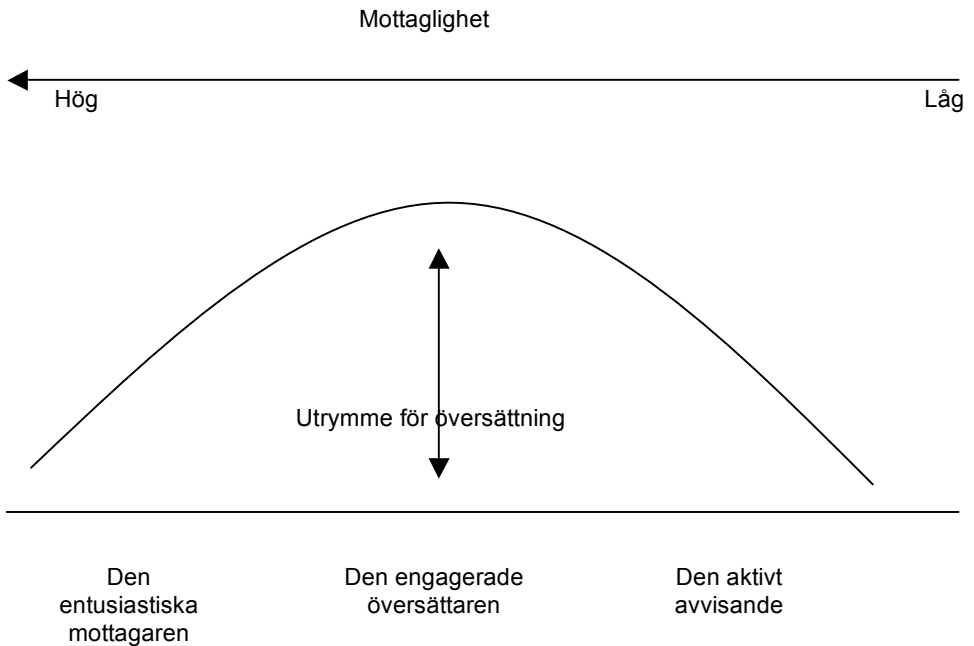 Mottaglighet
Hög
Låg
Utrymme för översättning
Den
entusiastiska
mottagaren
Den engagerade
översättaren
Den aktivt
avvisande